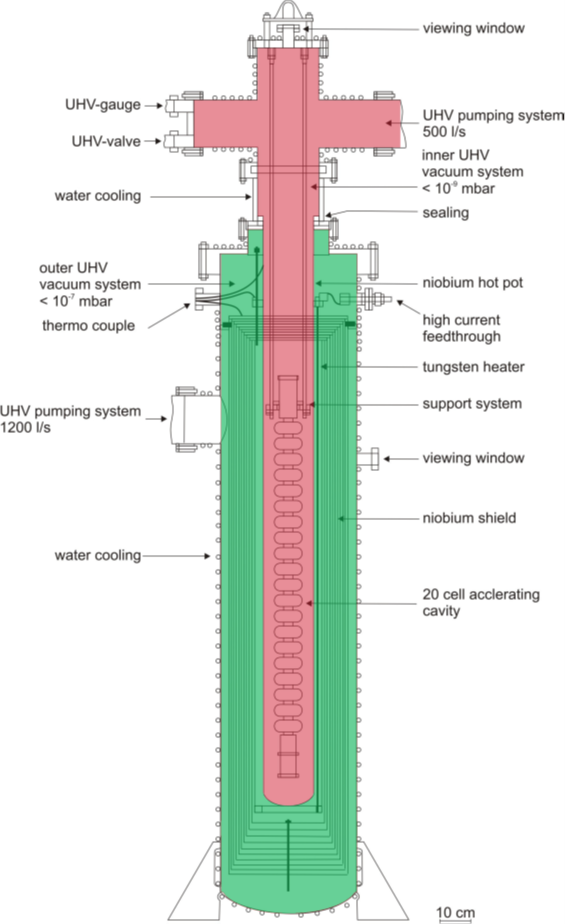 viewing window
UHV-gauge
UHV-valve
UHV pumping system
500 l/s
inner UHV
vacuum system
< 10⁻⁹ mbar
water cooling
sealing
outer UHV
vacuum system
< 10⁻⁷ mbar
thermo couple
niobium hot pot
high current
feedthrough
tungsten heater
support system
UHV pumping system
1200 l/s
viewing window
niobium shield
water cooling
20 cell acclerating
cavity
10 cm